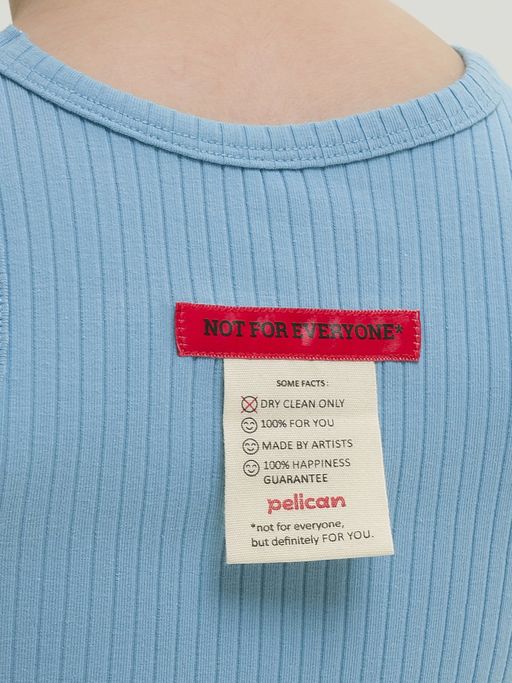 NOT FOR EVERYONE*
SOME FACTS:
DRY CLEAN ONLY
100% FOR YOU
MADE BY ARTISTS
100% HAPPINESS
GUARANTEE
pelican
*not for everyone,
but definitely FOR YOU.